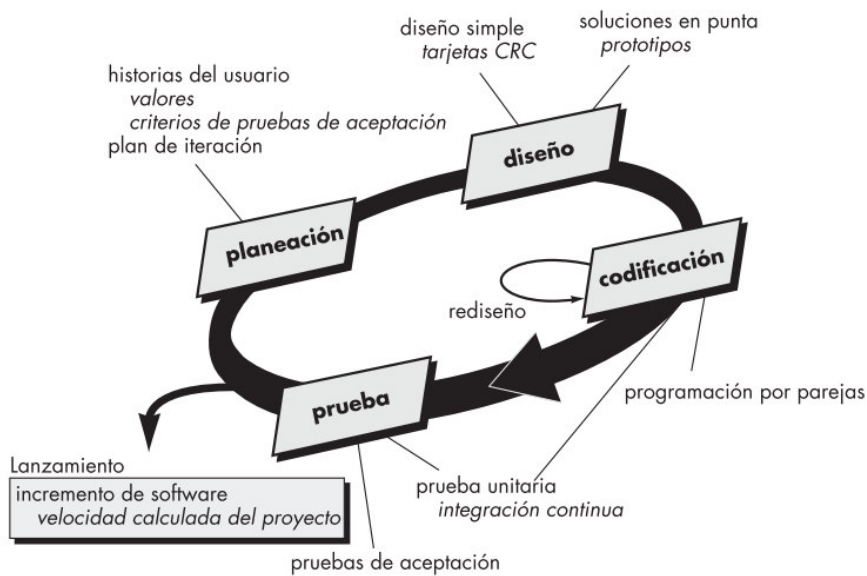 diseño simple
tarjetas CRC
soluciones en punta
prototipos
historias del usuario
valores
criterios de pruebas de aceptación
plan de iteración
diseño
planeación
codificación
rediseño
prueba
programación por parejas
Lanzamiento
incremento de software
velocidad calculada del proyecto
prueba unitaria
integración continua
pruebas de aceptación